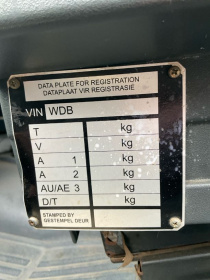 DATA PLATE FOR REGISTRATION
DATAPLAAT VIR REGISTRASIE
VIN WDB
T kg
V kg
A 1 kg
A 2 kg
AU/AE 3 kg
D/T kg
STAMPED BY
GESTEMPEL DEUR